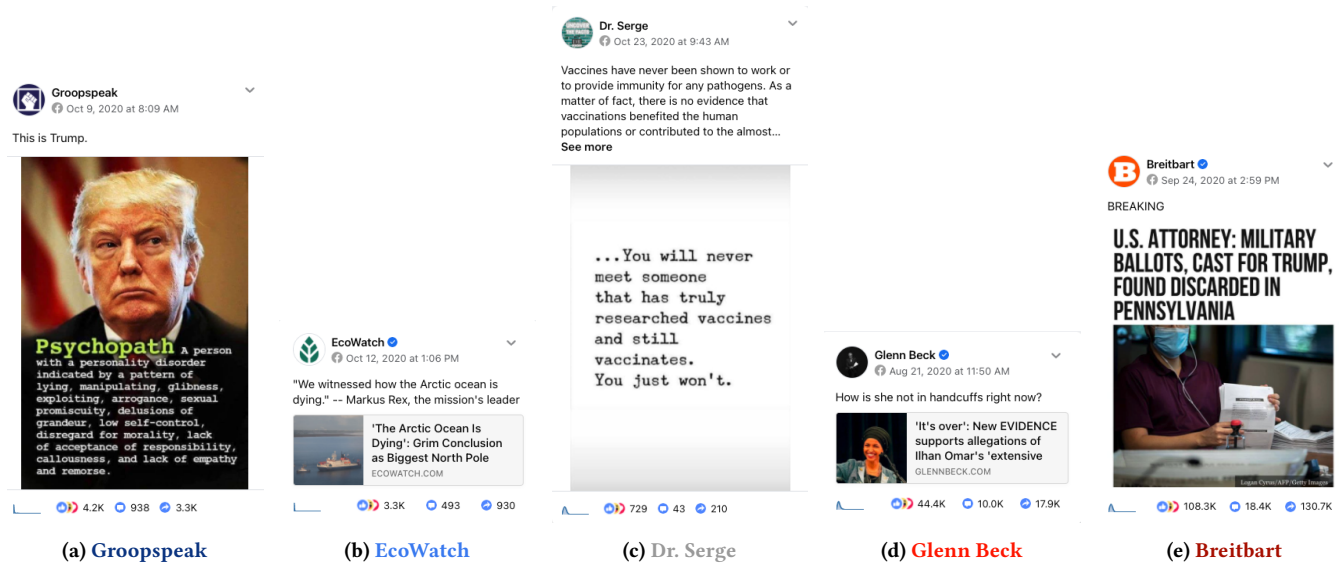 Groopspeak
Oct 9, 2020 at 8:09 AM
This is Trump.
Psychopath A person
with a personality disorder
indicated by a pattern of
lying, manipulating, glibness,
exploiting, arrogance, sexual
promiscuity, delusions of
grandeur, low self-control,
disregard for morality, lack
of acceptance of responsibility,
callousness, and lack of empathy
and remorse.
4.2K 938 3.3K
(a) Groopspeak
EcoWatch
Oct 12, 2020 at 1:06 PM
"We witnessed how the Arctic ocean is
dying." -- Markus Rex, the mission's leader
'The Arctic Ocean Is
Dying': Grim Conclusion
as Biggest North Pole
ECOWATCH.COM
3.3K 493 930
(b) EcoWatch
Dr. Serge
Oct 23, 2020 at 9:43 AM
Vaccines have never been shown to work or
to provide immunity for any pathogens. As a
matter of fact, there is no evidence that
vaccinations benefited the human
populations or contributed to the almost...
See more
...You will never
meet someone
that has truly
researched vaccines
and still
vaccinates.
You just won't.
729 43 210
(c) Dr. Serge
Glenn Beck
Aug 21, 2020 at 11:50 AM
How is she not in handcuffs right now?
'It's over': New EVIDENCE
supports allegations of
Ilhan Omar's 'extensive
GLENNBECK.COM
44.4K 10.0K 17.9K
(d) Glenn Beck
B
Breitbart
Sep 24, 2020 at 2:59 PM
BREAKING
U.S. ATTORNEY: MILITARY
BALLOTS, CAST FOR TRUMP,
FOUND DISCARDED IN
PENNSYLVANIA
Logan Cyrus/AFP/Getty Images
108.3K 18.4K 130.7K
(e) Breitbart